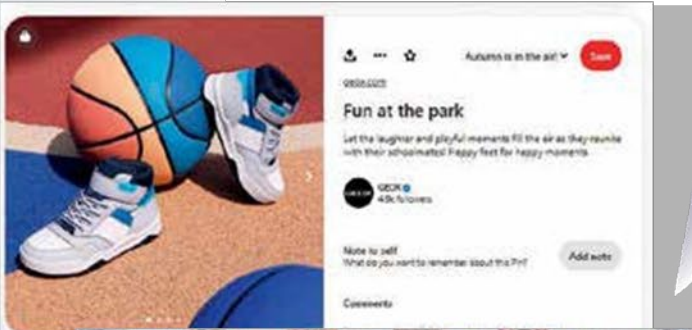 Autumn is in the air!
Save
geox.com
Fun at the park
Let the laughter and playful moments fill the air as they reunite
with their schoolmates! Happy feet for happy moments
GEOX
GEOX
48k followers
Note to self
What do you want to remember about this Pin?
Add note
Comments